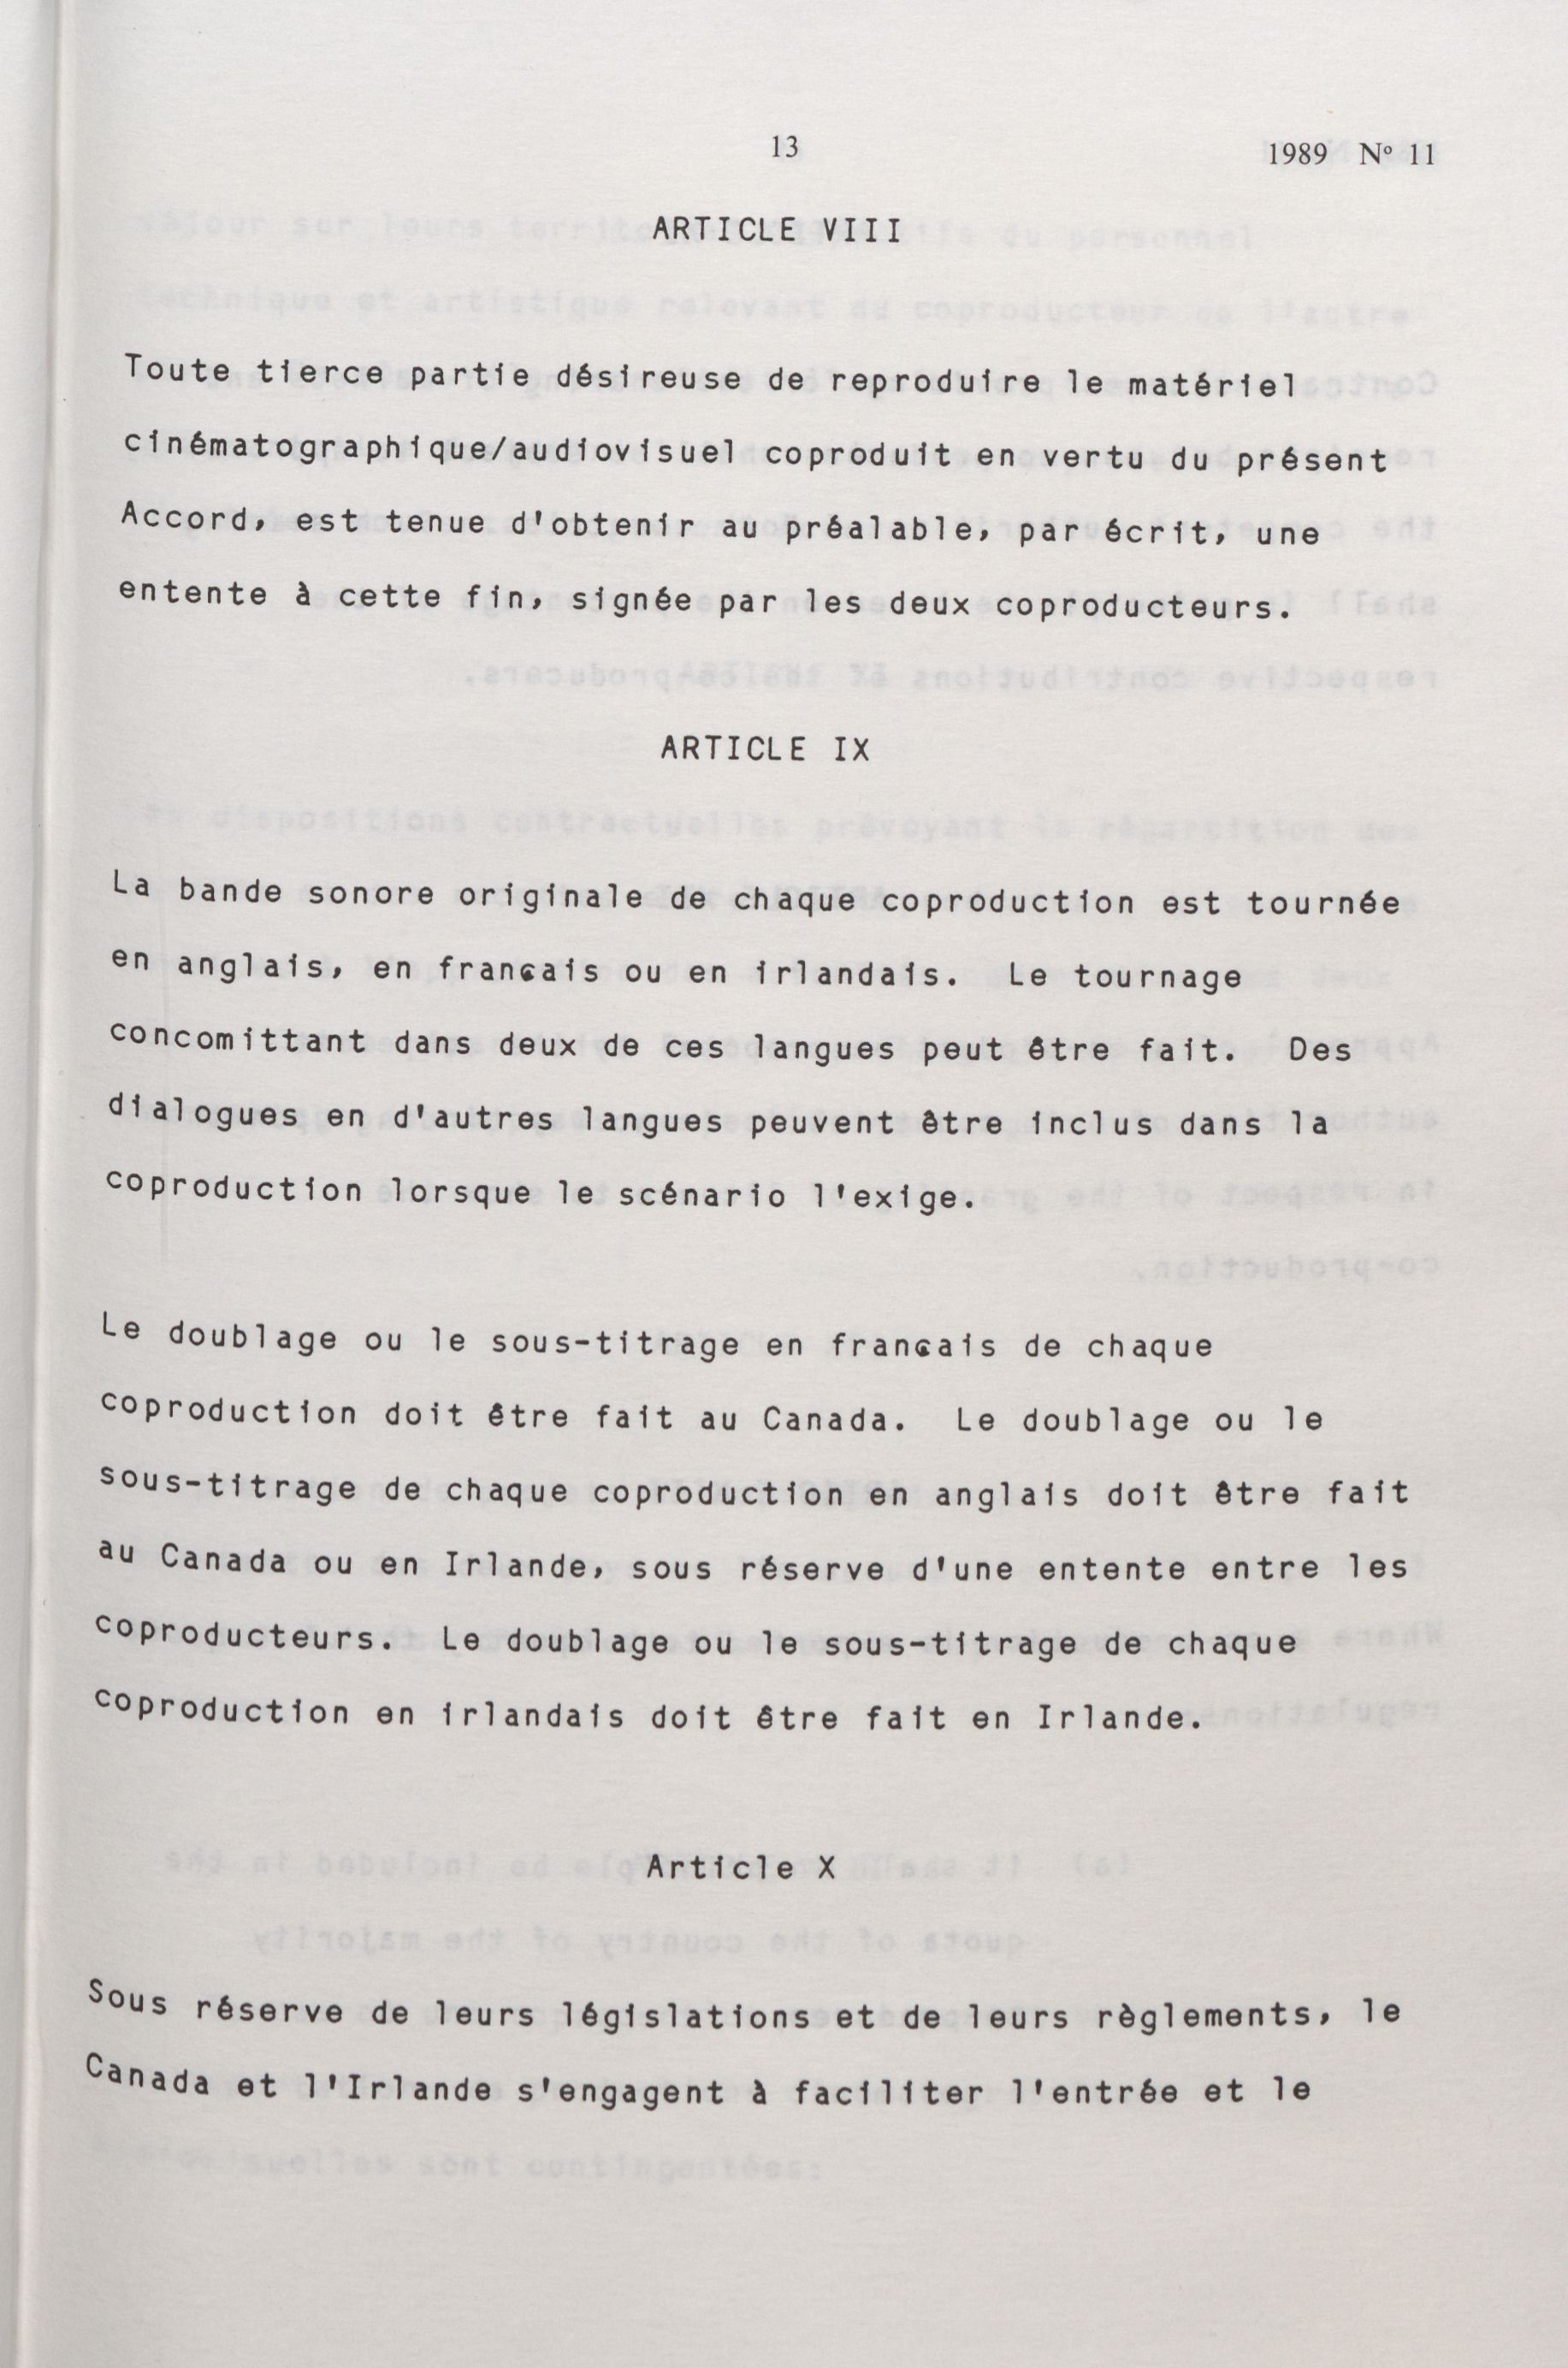 13
1989 Nº 11
ARTICLE VIII
Toute tierce partie désireuse de reproduire le matériel
cinématographique/audiovisuel coproduit en vertu du présent
Accord, est tenue d'obtenir au préalable, par écrit, une
entente à cette fin, signée par les deux coproducteurs.
ARTICLE IX
La bande sonore originale de chaque coproduction est tournée
en anglais, en français ou en irlandais. Le tournage
concomittant dans deux de ces langues peut être fait. Des
dialogues en d'autres langues peuvent être inclus dans la
coproduction lorsque le scénario l'exige.
Le doublage ou le sous-titrage en français de chaque
coproduction doit être fait au Canada. Le doublage ou le
sous-titrage de chaque coproduction en anglais doit être fait
au Canada ou en Irlande, sous réserve d'une entente entre les
coproducteurs. Le doublage ou le sous-titrage de chaque
coproduction en irlandais doit être fait en Irlande.
Article X
Sous réserve de leurs législations et de leurs règlements, le
Canada et l'Irlande s'engagent à faciliter l'entrée et le